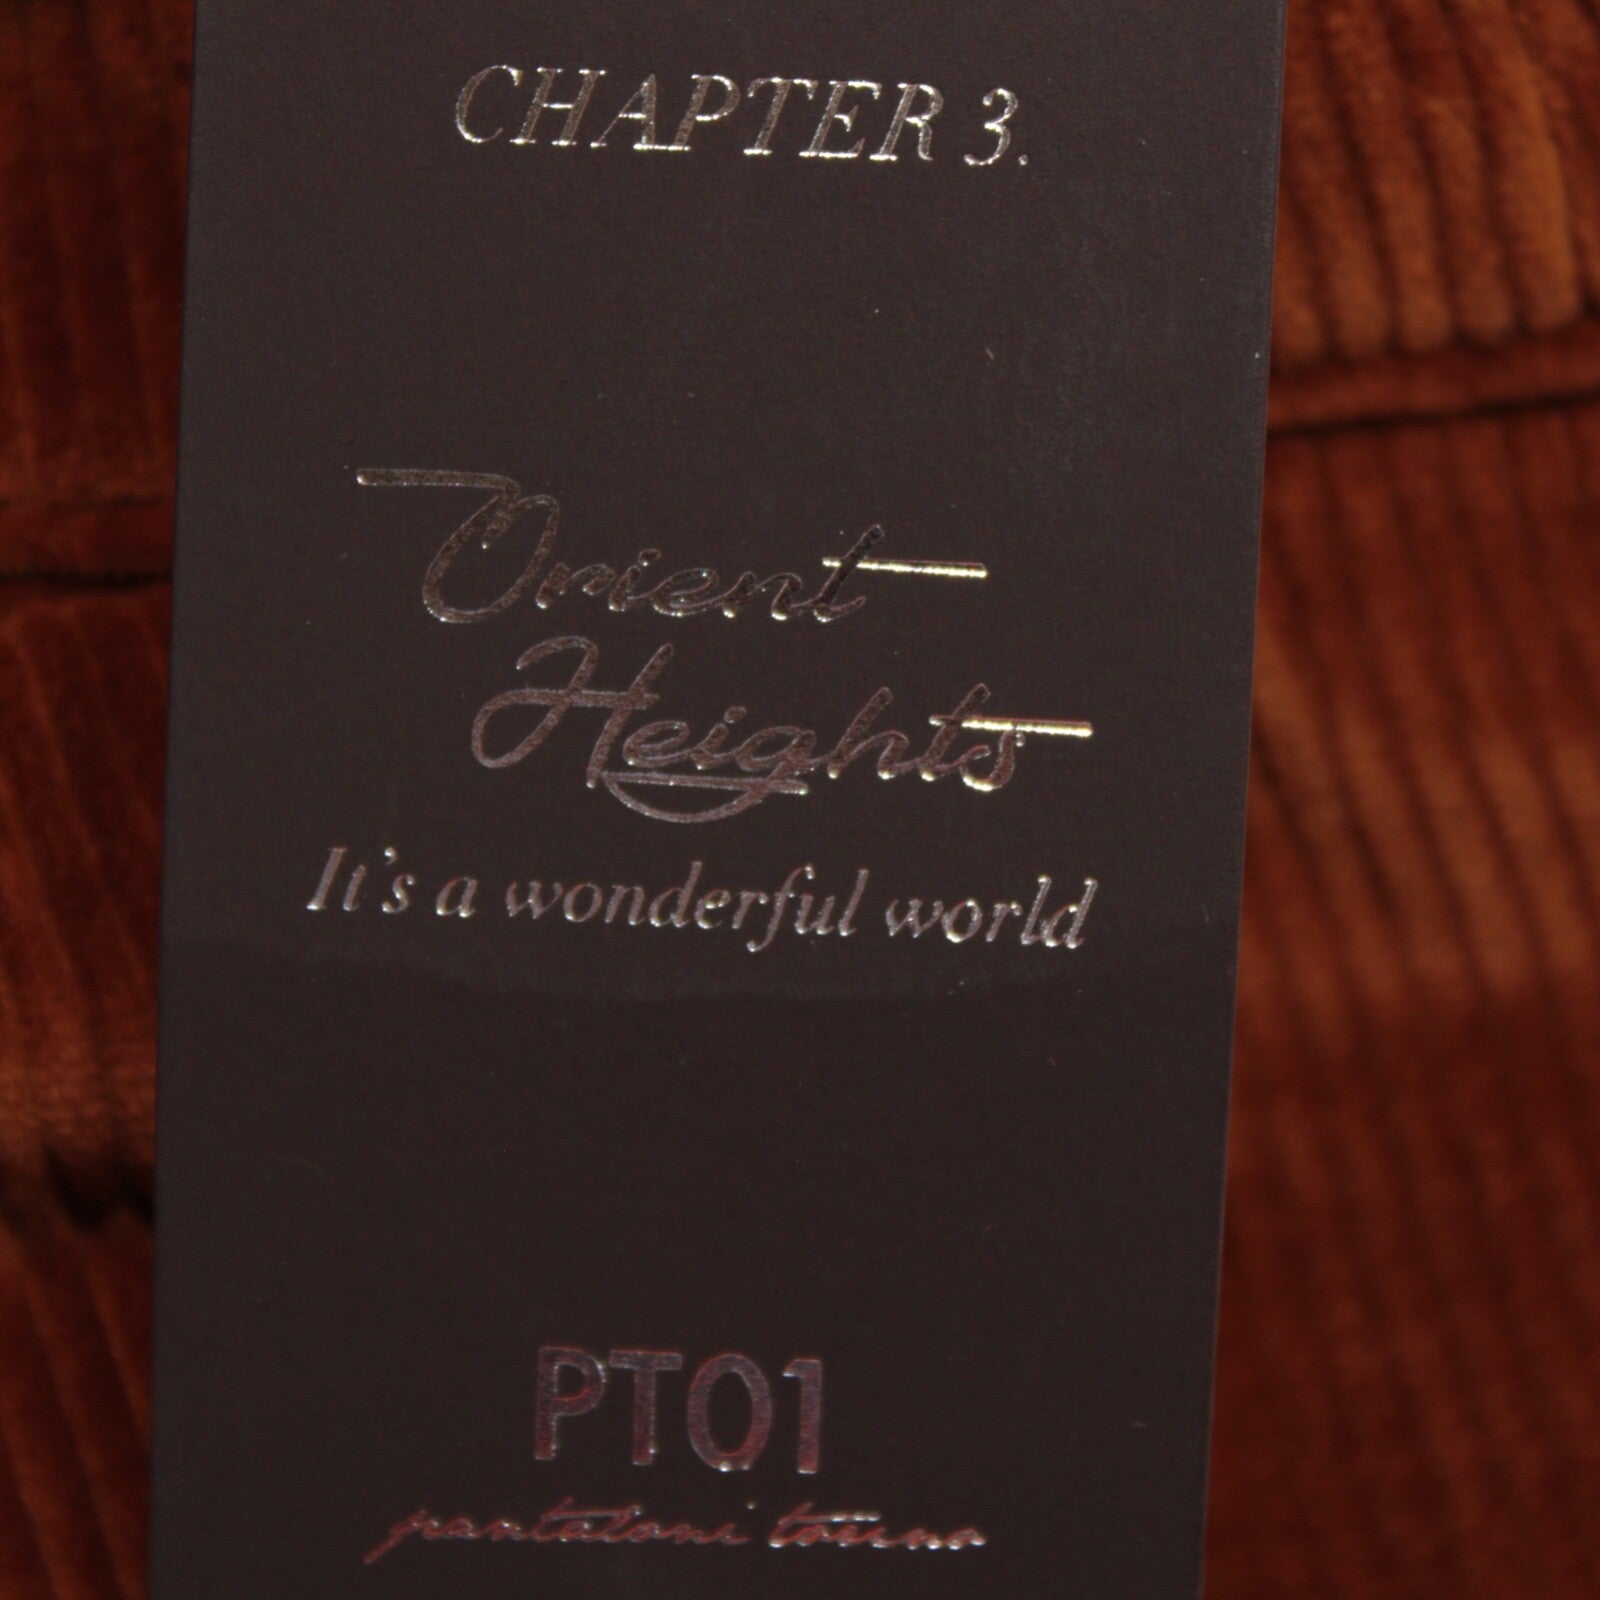 CHAPTER 3.
Orient
Heights
It's a wonderful world
PT01
pantaloni torino